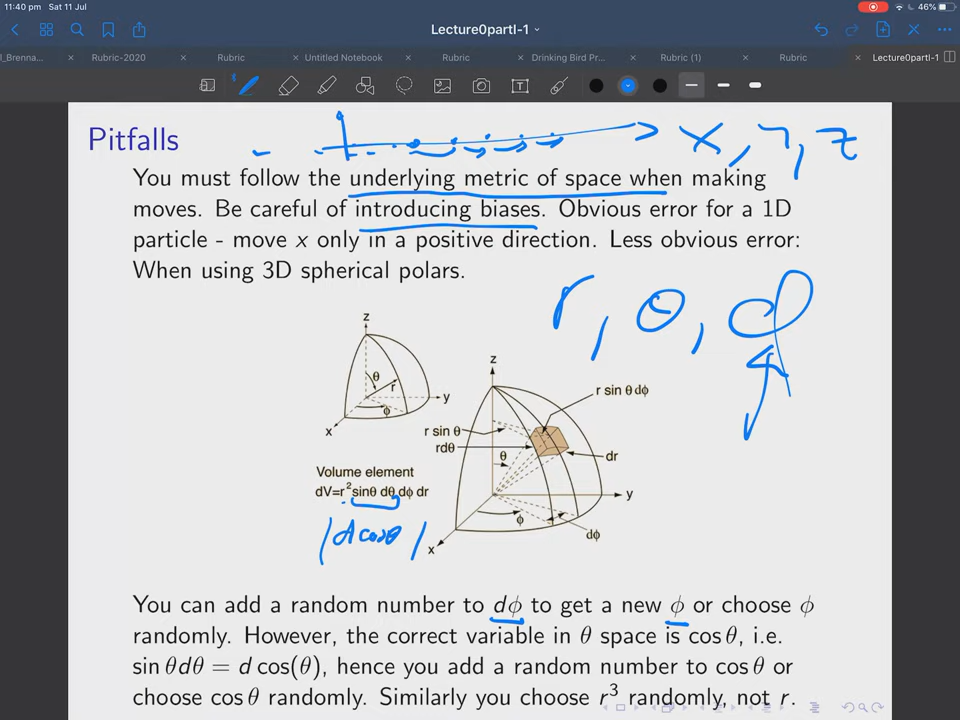 11:40 pm Sat 11 Jul
46%
Lecture0partI-1
l_Brenna...
Rubric-2020
Rubric
Untitled Notebook
Rubric
Drinking Bird Pr...
Rubric (1)
Rubric
Lecture0partI-1
Pitfalls
x, y, z
You must follow the underlying metric of space when making
moves. Be careful of introducing biases. Obvious error for a 1D
particle - move x only in a positive direction. Less obvious error:
When using 3D spherical polars.
r, θ, φ
z
θ
r
y
ϕ
x
z
r sin θ dϕ
r sin θ
rdθ
θ
dr
y
ϕ
dϕ
x
Volume element
dV=r² sinθ dθ dϕ dr
|d cosθ|
You can add a random number to dϕ to get a new ϕ or choose ϕ
randomly. However, the correct variable in θ space is cos θ, i.e.
sin θdθ = d cos(θ), hence you add a random number to cos θ or
choose cos θ randomly. Similarly you choose r³ randomly, not r.